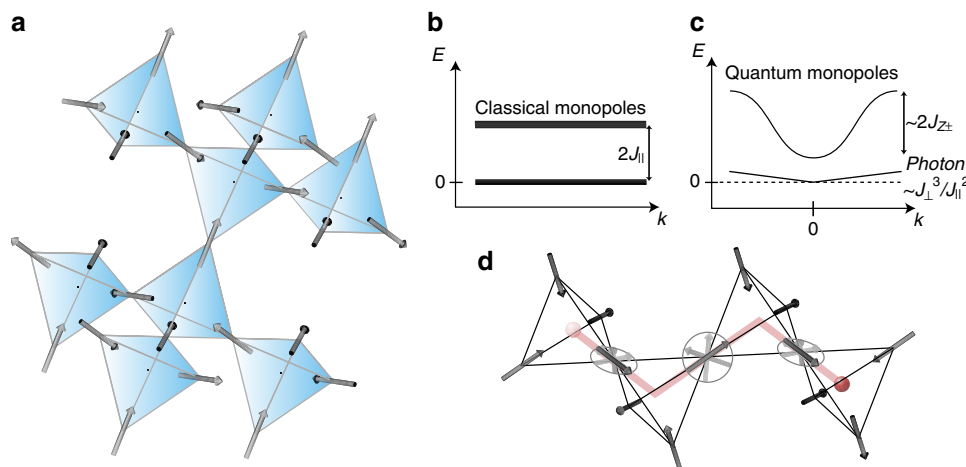 a
b
E
Classical monopoles
2J||
0
k
c
E
Quantum monopoles
~2JZ±
Photon
0
~J⊥³/J||²
k
0
d